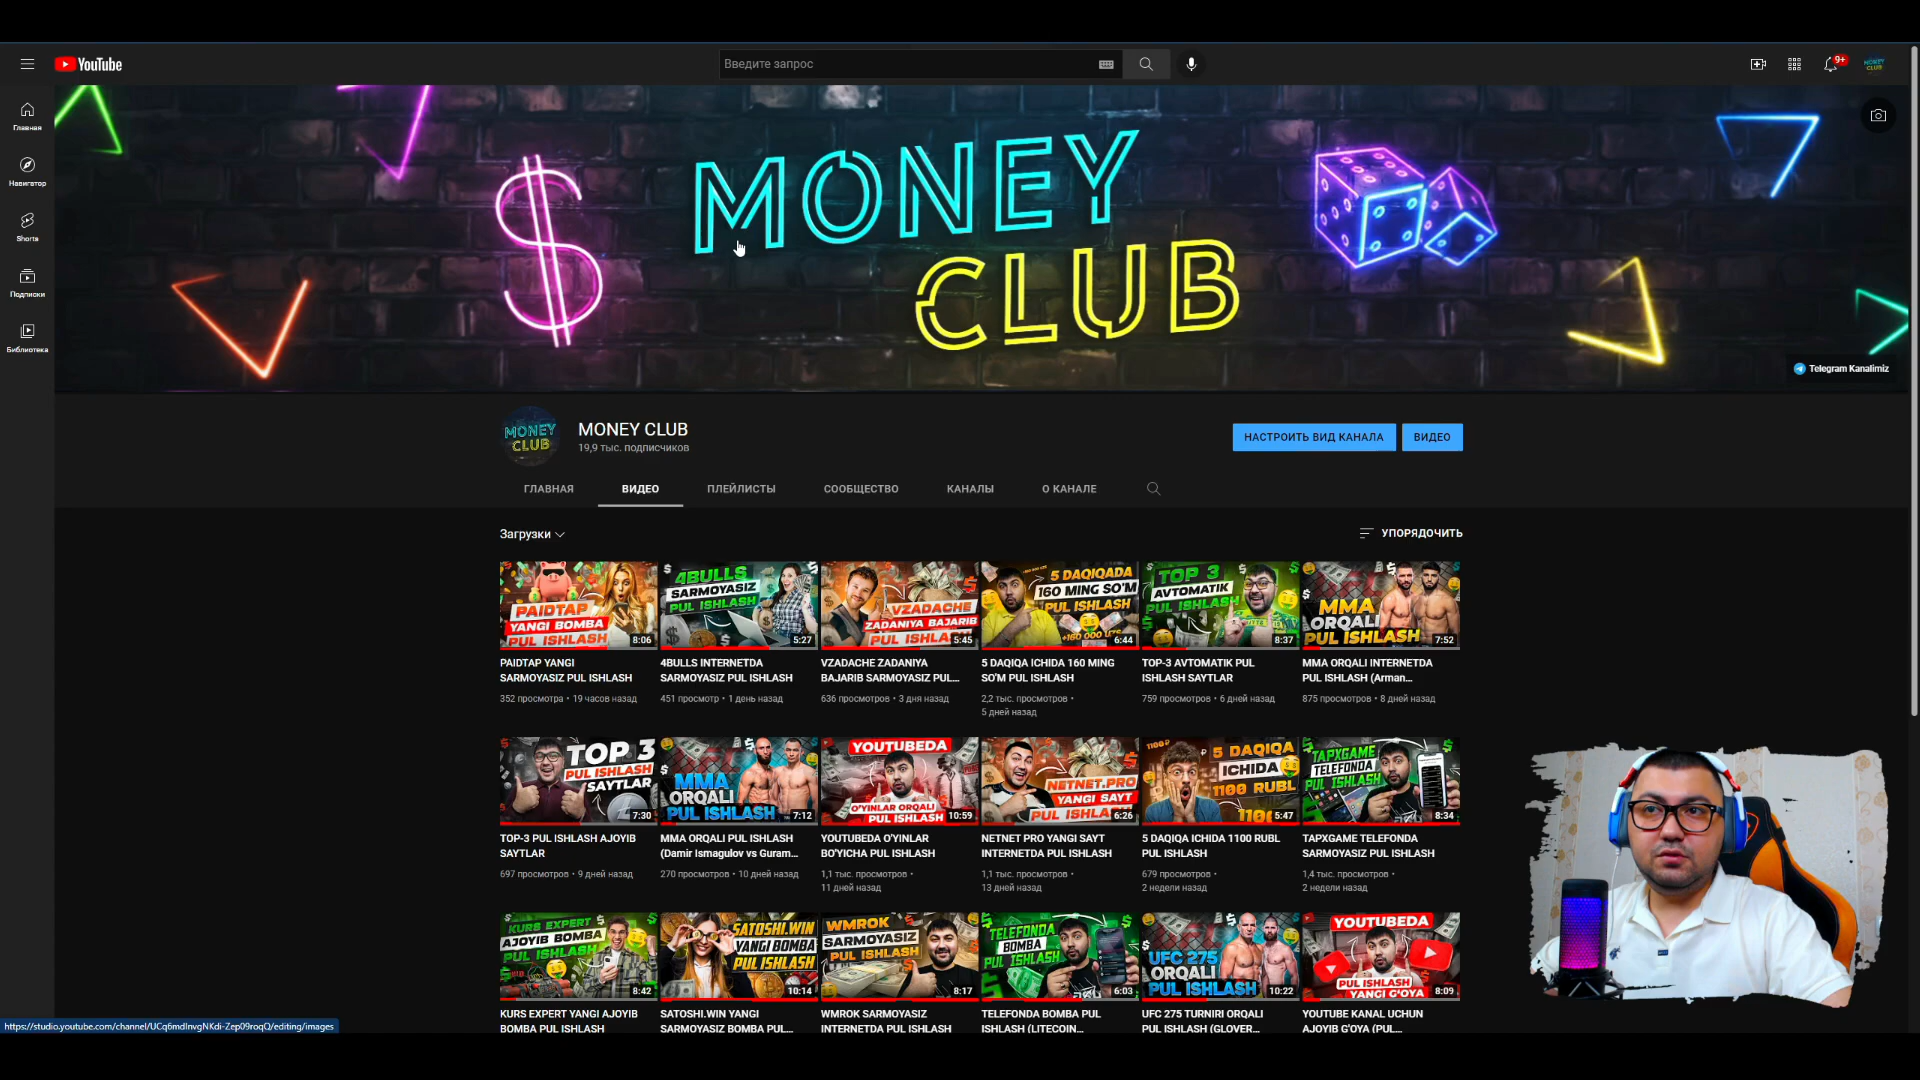 YouTube
Введите запрос
9+
MONEY
CLUB
Главная
Навигатор
Shorts
Подписки
Библиотека
MONEY
CLUB
Telegram Kanalimiz
MONEY
CLUB
MONEY CLUB
19,9 тыс. подписчиков
НАСТРОИТЬ ВИД КАНАЛА
ВИДЕО
ГЛАВНАЯ
ВИДЕО
ПЛЕЙЛИСТЫ
СООБЩЕСТВО
КАНАЛЫ
О КАНАЛЕ
Загрузки
УПОРЯДОЧИТЬ
PAIDTAP
YANGI BOMBA
PUL ISHLASH
8:06
4BULLS
SARMOYASIZ
PUL ISHLASH
5:27
VZADACHE
ZADANIYA BAJARIB
PUL ISHLA
5:45
5 DAQIQADA
160 MING SO'M
PUL ISHLASH
6:44
TOP 3
AVTOMATIK
PUL ISHLASH
8:37
MMA
ORQALI
PUL ISHLASH
7:52
PAIDTAP YANGI
SARMOYASIZ PUL ISHLASH
352 просмотра • 19 часов назад
4BULLS INTERNETDA
SARMOYASIZ PUL ISHLASH
451 просмотр • 1 день назад
VZADACHE ZADANIYA
BAJARIB SARMOYASIZ PUL...
636 просмотров • 3 дня назад
5 DAQIQA ICHIDA 160 MING
SO'M PUL ISHLASH
2,2 тыс. просмотров •
5 дней назад
TOP-3 AVTOMATIK PUL
ISHLASH SAYTLAR
759 просмотров • 6 дней назад
MMA ORQALI INTERNETDA
PUL ISHLASH (Arman...
875 просмотров • 8 дней назад
TOP 3
PUL ISHLASH
SAYTLAR
7:30
MMA
ORQALI
PUL ISHLASH
7:12
YOUTUBEDA
O'YINLAR ORQALI
PUL ISHLASH
10:59
NETNET.PRO
YANGI SAYT
PUL ISHLA
6:26
1100₽
5 DAQIQA
ICHIDA
1100 RUBL
5:47
TAPXGAME
TELEFONDA
PUL ISHLASH
8:34
TOP-3 PUL ISHLASH AJOYIB
SAYTLAR
697 просмотров • 9 дней назад
MMA ORQALI PUL ISHLASH
(Damir Ismagulov vs Guram...
270 просмотров • 10 дней назад
YOUTUBEDA O'YINLAR
BO'YICHA PUL ISHLASH
1,1 тыс. просмотров •
11 дней назад
NETNET PRO YANGI SAYT
INTERNETDA PUL ISHLASH
1,1 тыс. просмотров •
13 дней назад
5 DAQIQA ICHIDA 1100 RUBL
PUL ISHLASH
679 просмотров •
2 недели назад
TAPXGAME TELEFONDA
SARMOYASIZ PUL ISHLASH
1,4 тыс. просмотров •
2 недели назад
KURS EXPERT
AJOYIB BOMBA
PUL ISHLASH
8:42
SATOSHI.WIN
YANGI BOMBA
PUL ISHLASH
10:14
WMROK
SARMOYASIZ
PUL ISHLASH
8:17
TELEFONDA
BOMBA
PUL ISHLASH
6:03
UFC 275
ORQALI
PUL ISHLASH
10:22
YOUTUBEDA
PUL ISHLASH
YANGI G'OYA
8:09
KURS EXPERT YANGI AJOYIB
BOMBA PUL ISHLASH
SATOSHI.WIN YANGI
SARMOYASIZ BOMBA PUL...
WMROK SARMOYASIZ
INTERNETDA PUL ISHLASH
TELEFONDA BOMBA PUL
ISHLASH (LITECOIN...
UFC 275 TURNIRI ORQALI
PUL ISHLASH (GLOVER...
YOUTUBE KANAL UCHUN
AJOYIB G'OYA (PUL...
https://studio.youtube.com/channel/UCq6mdlnvgNKdi-Zep09roqQ/editing/images